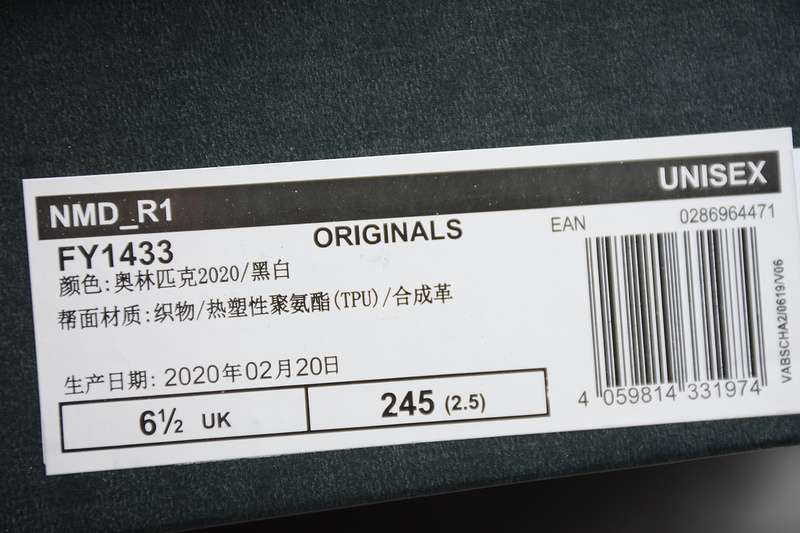 NMD_R1
UNISEX
FY1433
ORIGINALS
EAN
0286964471
颜色:奥林匹克2020/黑白
帮面材质:织物/热塑性聚氨酯(TPU)/合成革
生产日期: 2020年02月20日
6½ UK
245 (2.5)
4 059814 331974
VABSCHA2/0619/V06